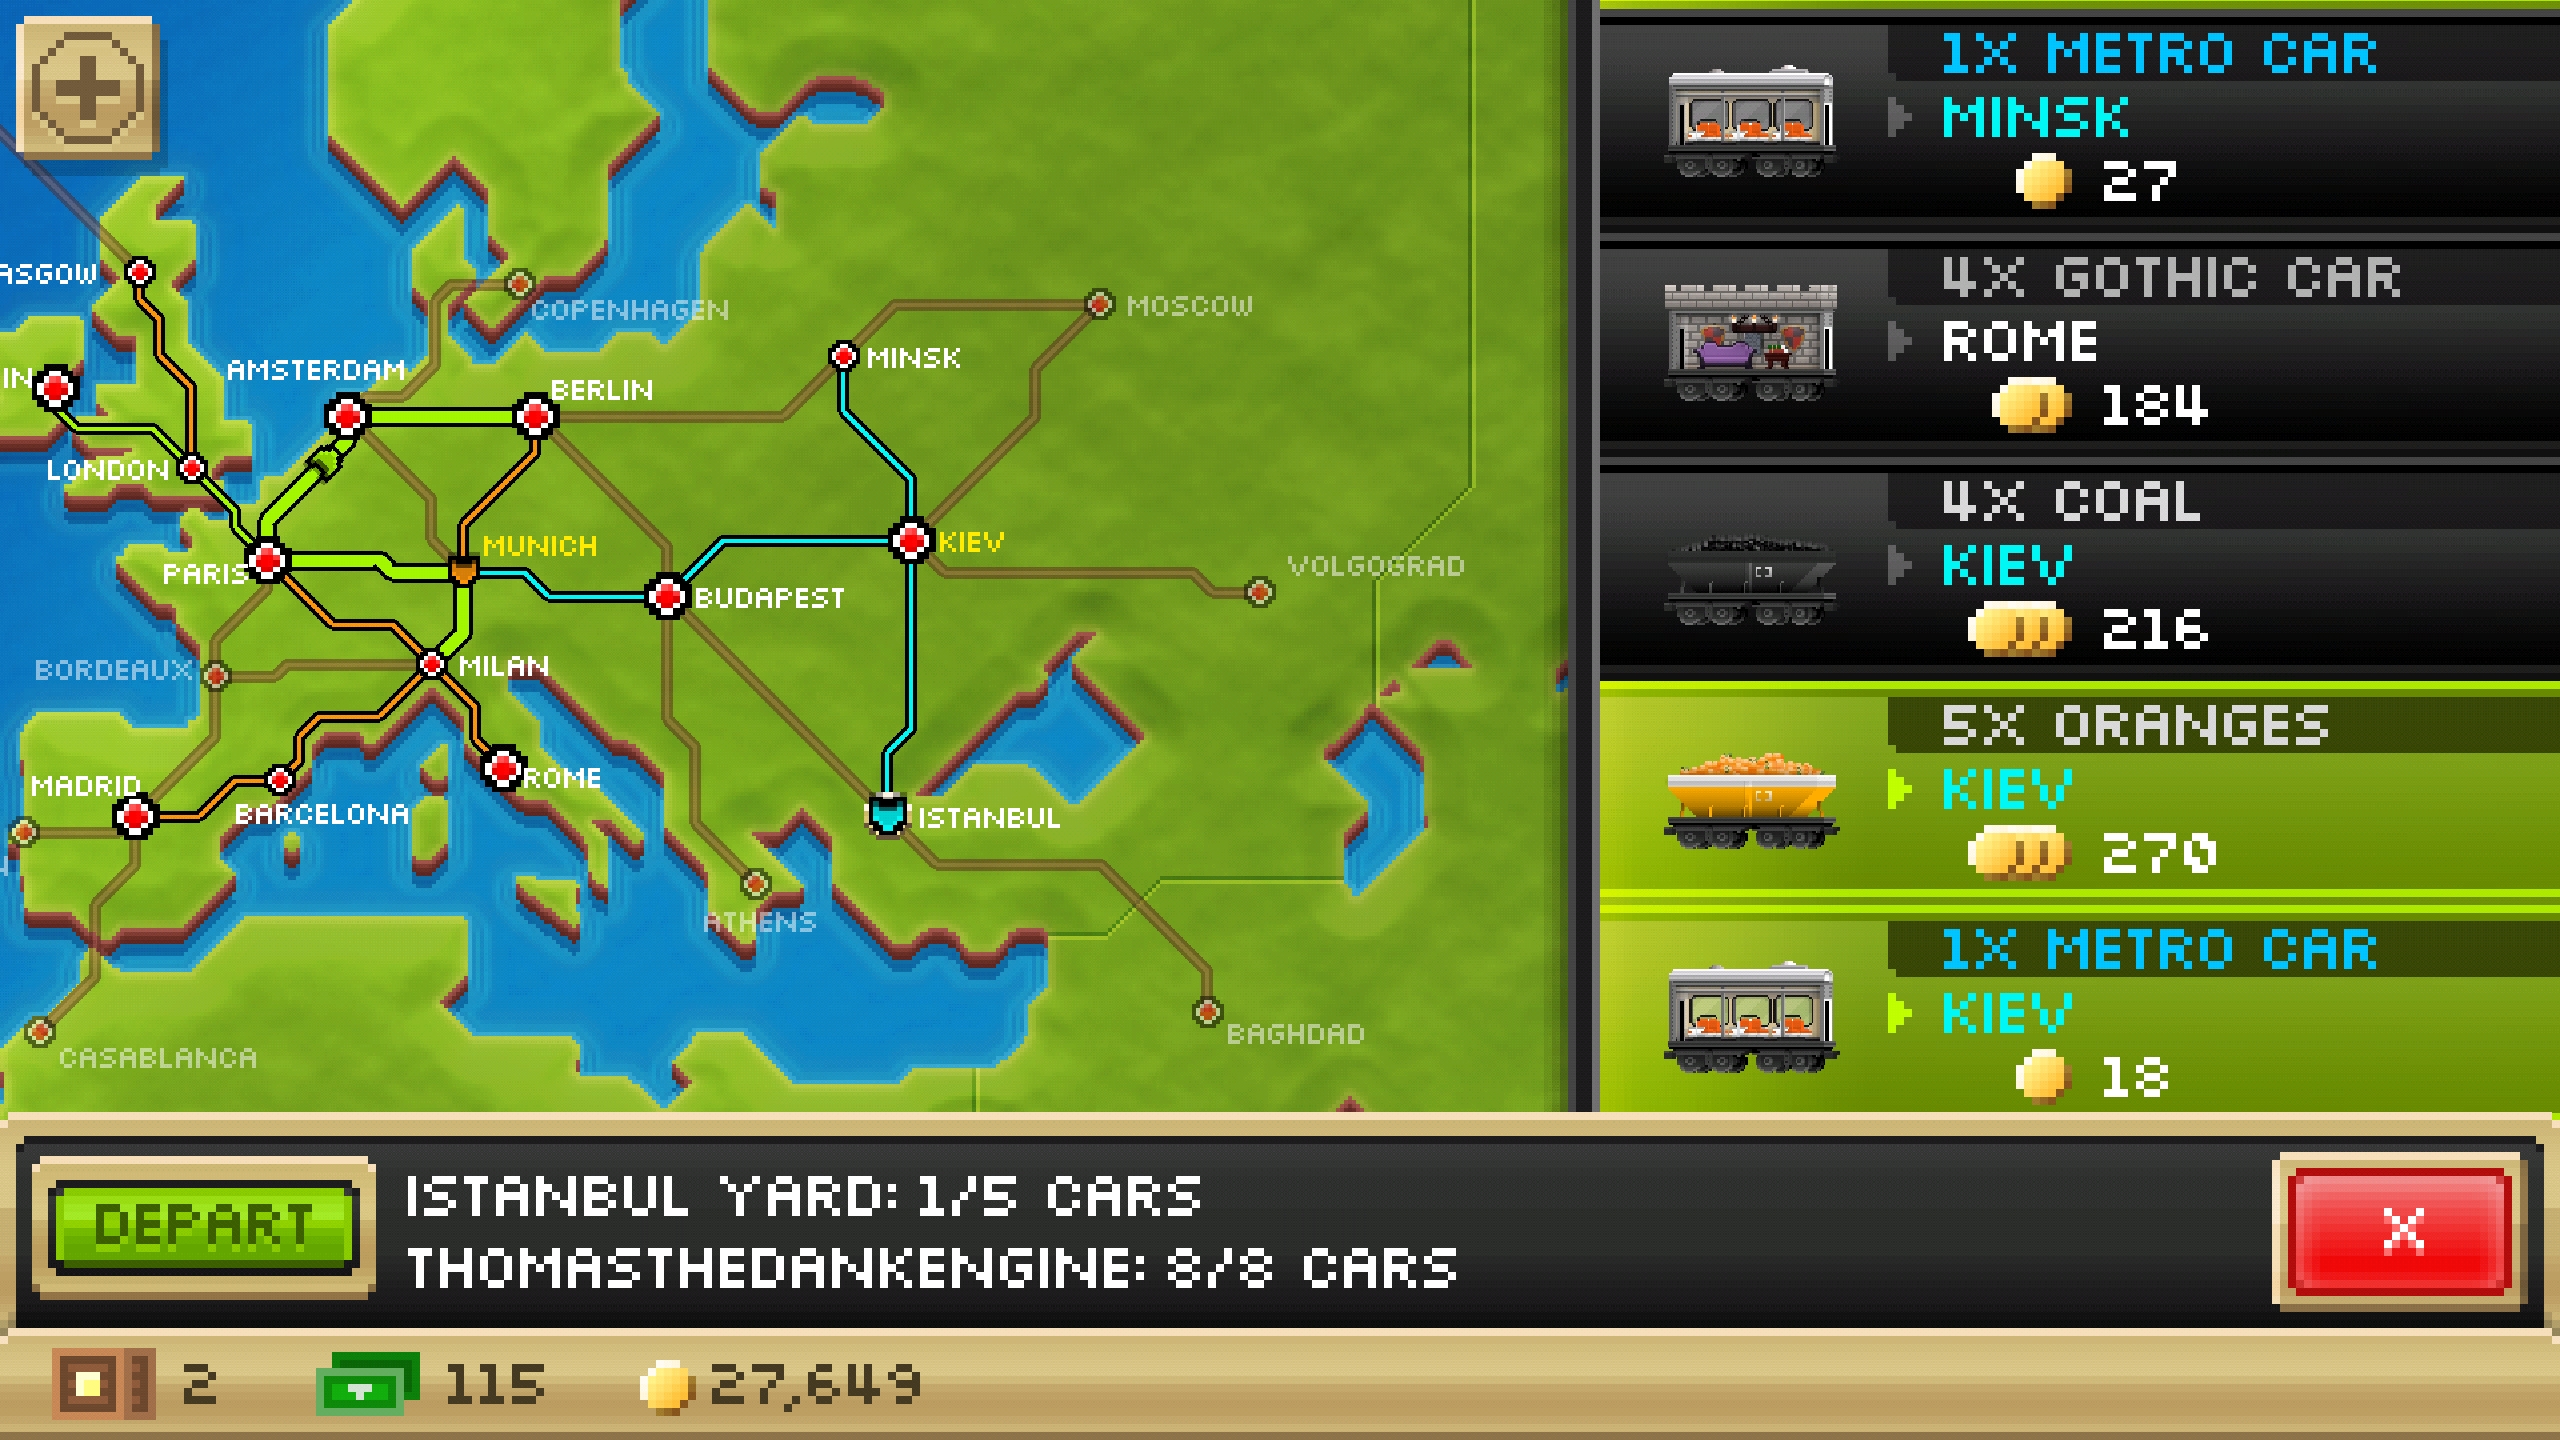 ASGOW
COPENHAGEN
MOSCOW
AMSTERDAM
MINSK
IN
BERLIN
LONDON
MUNICH
KIEV
PARIS
VOLGOGRAD
BUDAPEST
BORDEAUX
MILAN
MADRID
ROME
BARCELONA
ISTANBUL
ATHENS
BAGHDAD
CASABLANCA
1X METRO CAR
MINSK
27
4X GOTHIC CAR
ROME
184
4X COAL
KIEV
216
5X ORANGES
KIEV
270
1X METRO CAR
KIEV
18
DEPART
ISTANBUL YARD: 1/5 CARS
THOMASTHEDANKENGINE: 8/8 CARS
X
2
115
27,649